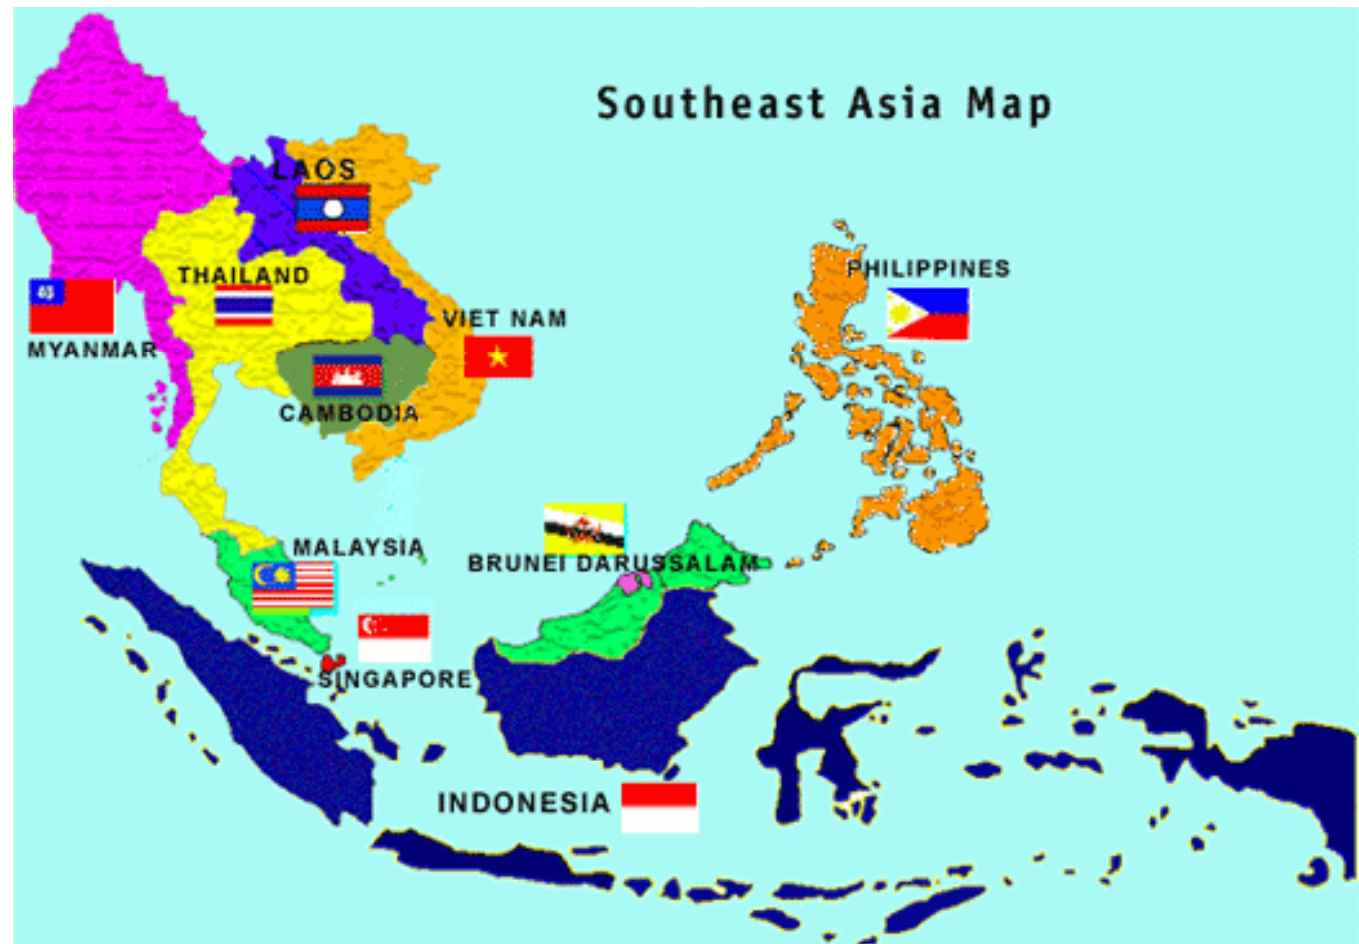 Southeast Asia Map
LAOS
THAILAND
PHILIPPINES
VIET NAM
MYANMAR
CAMBODIA
MALAYSIA
BRUNEI DARUSSALAM
SINGAPORE
INDONESIA